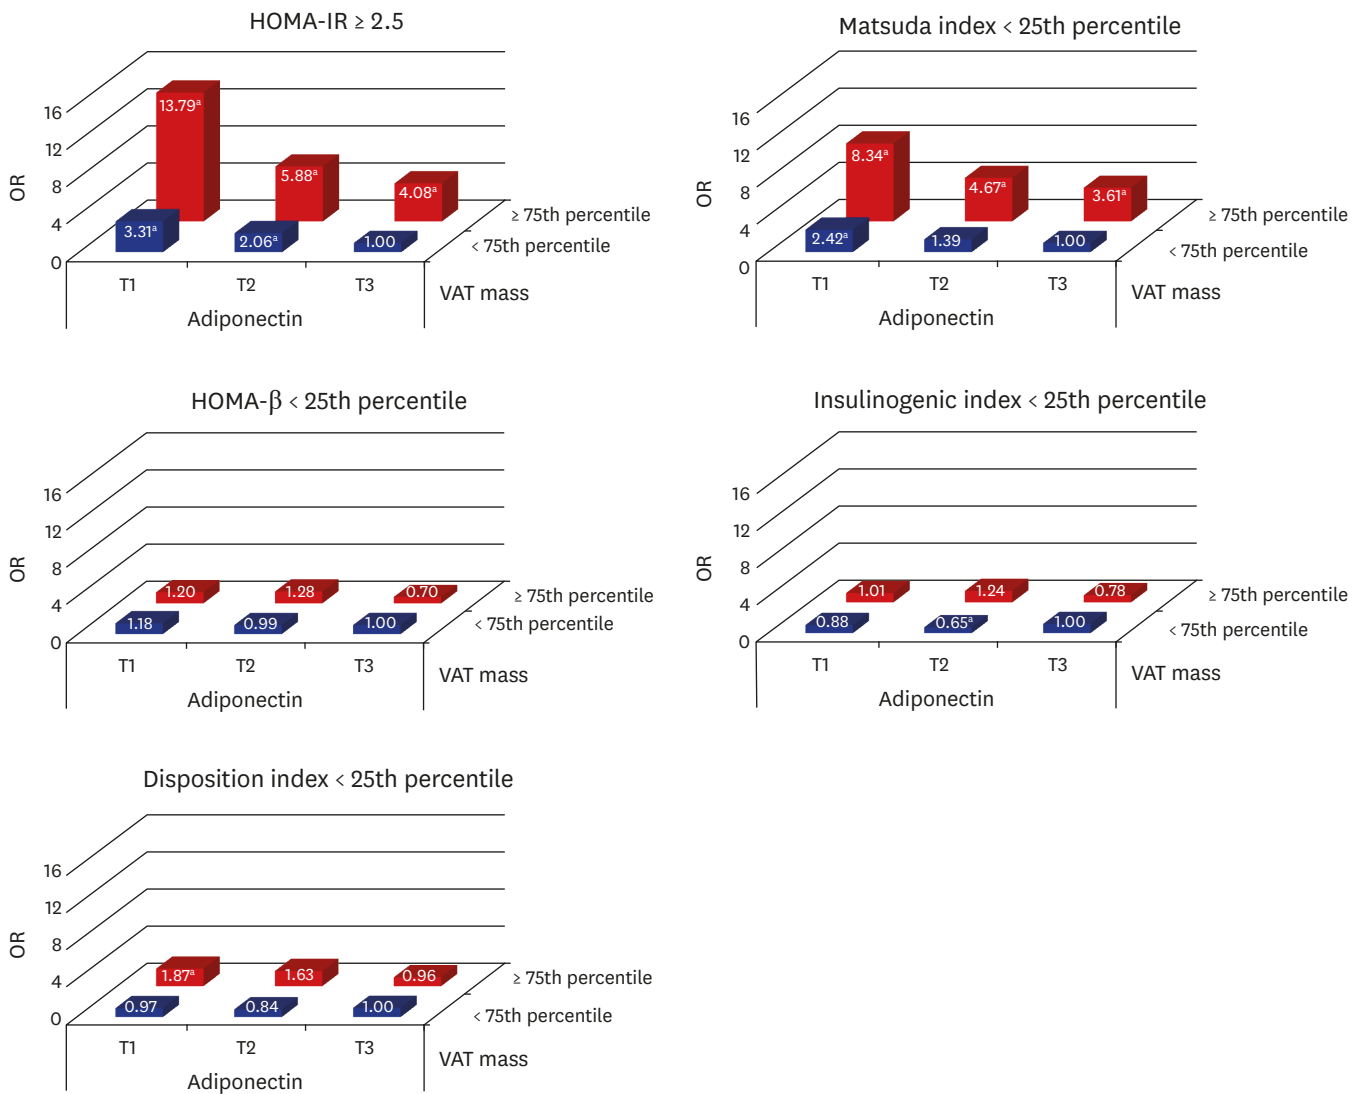 HOMA-IR ≥ 2.5
OR
16
12
8
4
0
13.79ᵃ
5.88ᵃ
4.08ᵃ
3.31ᵃ
2.06ᵃ
1.00
≥ 75th percentile
< 75th percentile
T1
T2
T3
VAT mass
Adiponectin
Matsuda index < 25th percentile
OR
16
12
8
4
0
8.34ᵃ
4.67ᵃ
3.61ᵃ
2.42ᵃ
1.39
1.00
≥ 75th percentile
< 75th percentile
T1
T2
T3
VAT mass
Adiponectin
HOMA-β < 25th percentile
OR
16
12
8
4
0
1.20
1.28
0.70
1.18
0.99
1.00
≥ 75th percentile
< 75th percentile
T1
T2
T3
VAT mass
Adiponectin
Insulinogenic index < 25th percentile
OR
16
12
8
4
0
1.01
1.24
0.78
0.88
0.65ᵃ
1.00
≥ 75th percentile
< 75th percentile
T1
T2
T3
VAT mass
Adiponectin
Disposition index < 25th percentile
OR
16
12
8
4
0
1.87ᵃ
1.63
0.96
0.97
0.84
1.00
≥ 75th percentile
< 75th percentile
T1
T2
T3
VAT mass
Adiponectin